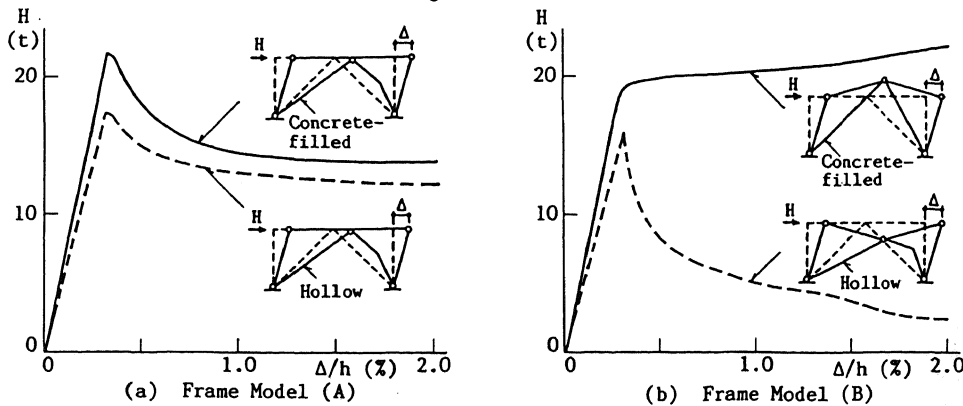 H
(t)
20
10
0
0
1.0
Δ/h (%)
2.0
H
Δ
Concrete-
filled
H
Δ
Hollow
(a) Frame Model (A)
H
(t)
20
10
0
0
1.0
Δ/h (%)
2.0
H
Δ
Concrete-
filled
H
Δ
Hollow
(b) Frame Model (B)